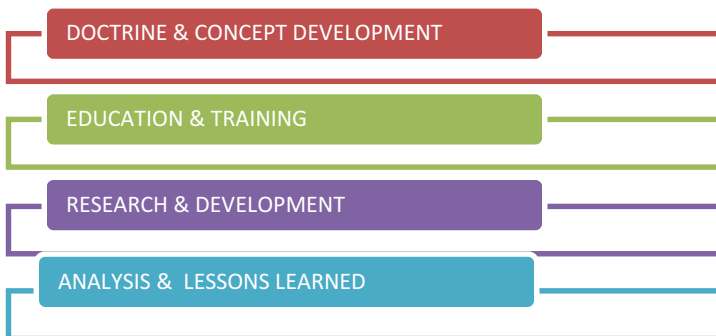 DOCTRINE & CONCEPT DEVELOPMENT
EDUCATION & TRAINING
RESEARCH & DEVELOPMENT
ANALYSIS &  LESSONS LEARNED